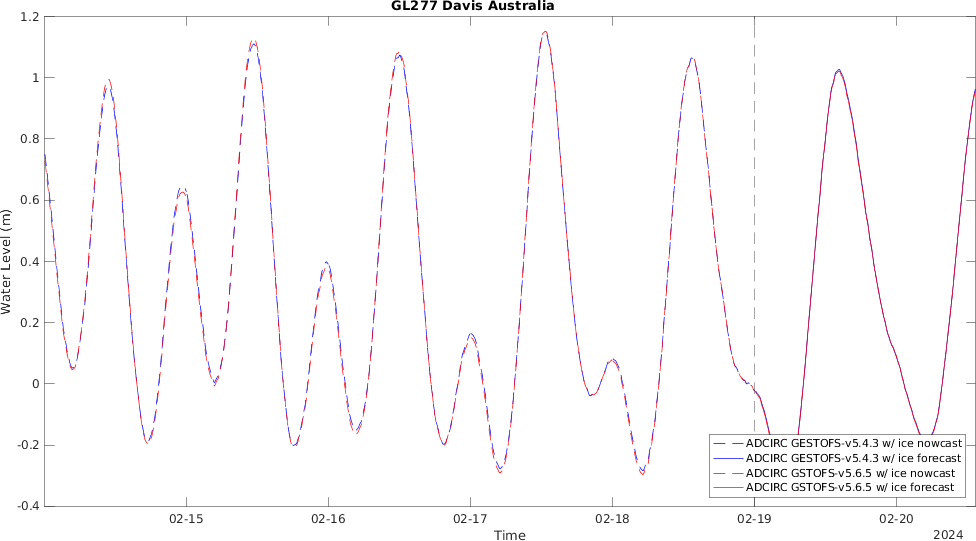 GL277 Davis Australia
1.2
1
0.8
0.6
0.4
0.2
0
-0.2
-0.4
Water Level (m)
ADCIRC GESTOFS-v5.4.3 w/ ice nowcast
ADCIRC GESTOFS-v5.4.3 w/ ice forecast
ADCIRC GSTOFS-v5.6.5 w/ ice nowcast
ADCIRC GSTOFS-v5.6.5 w/ ice forecast
02-15 02-16 02-17 02-18 02-19 02-20
Time
2024